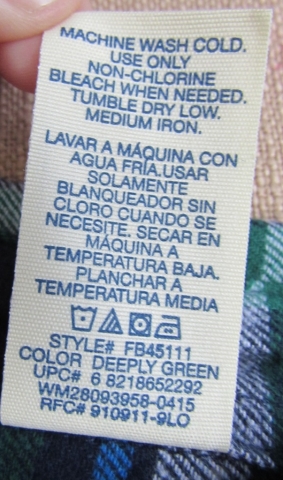 MACHINE WASH COLD.
USE ONLY
NON-CHLORINE
BLEACH WHEN NEEDED.
TUMBLE DRY LOW.
MEDIUM IRON.
LAVAR A MÁQUINA CON
AGUA FRÍA.USAR
SOLAMENTE
BLANQUEADOR SIN
CLORO CUANDO SE
NECESITE. SECAR EN
MÁQUINA A
TEMPERATURA BAJA.
PLANCHAR A
TEMPERATURA MEDIA
STYLE# FB45111
COLOR DEEPLY GREEN
UPC# 6 8218652292
WM28093958-0415
RFC# 910911-9L0